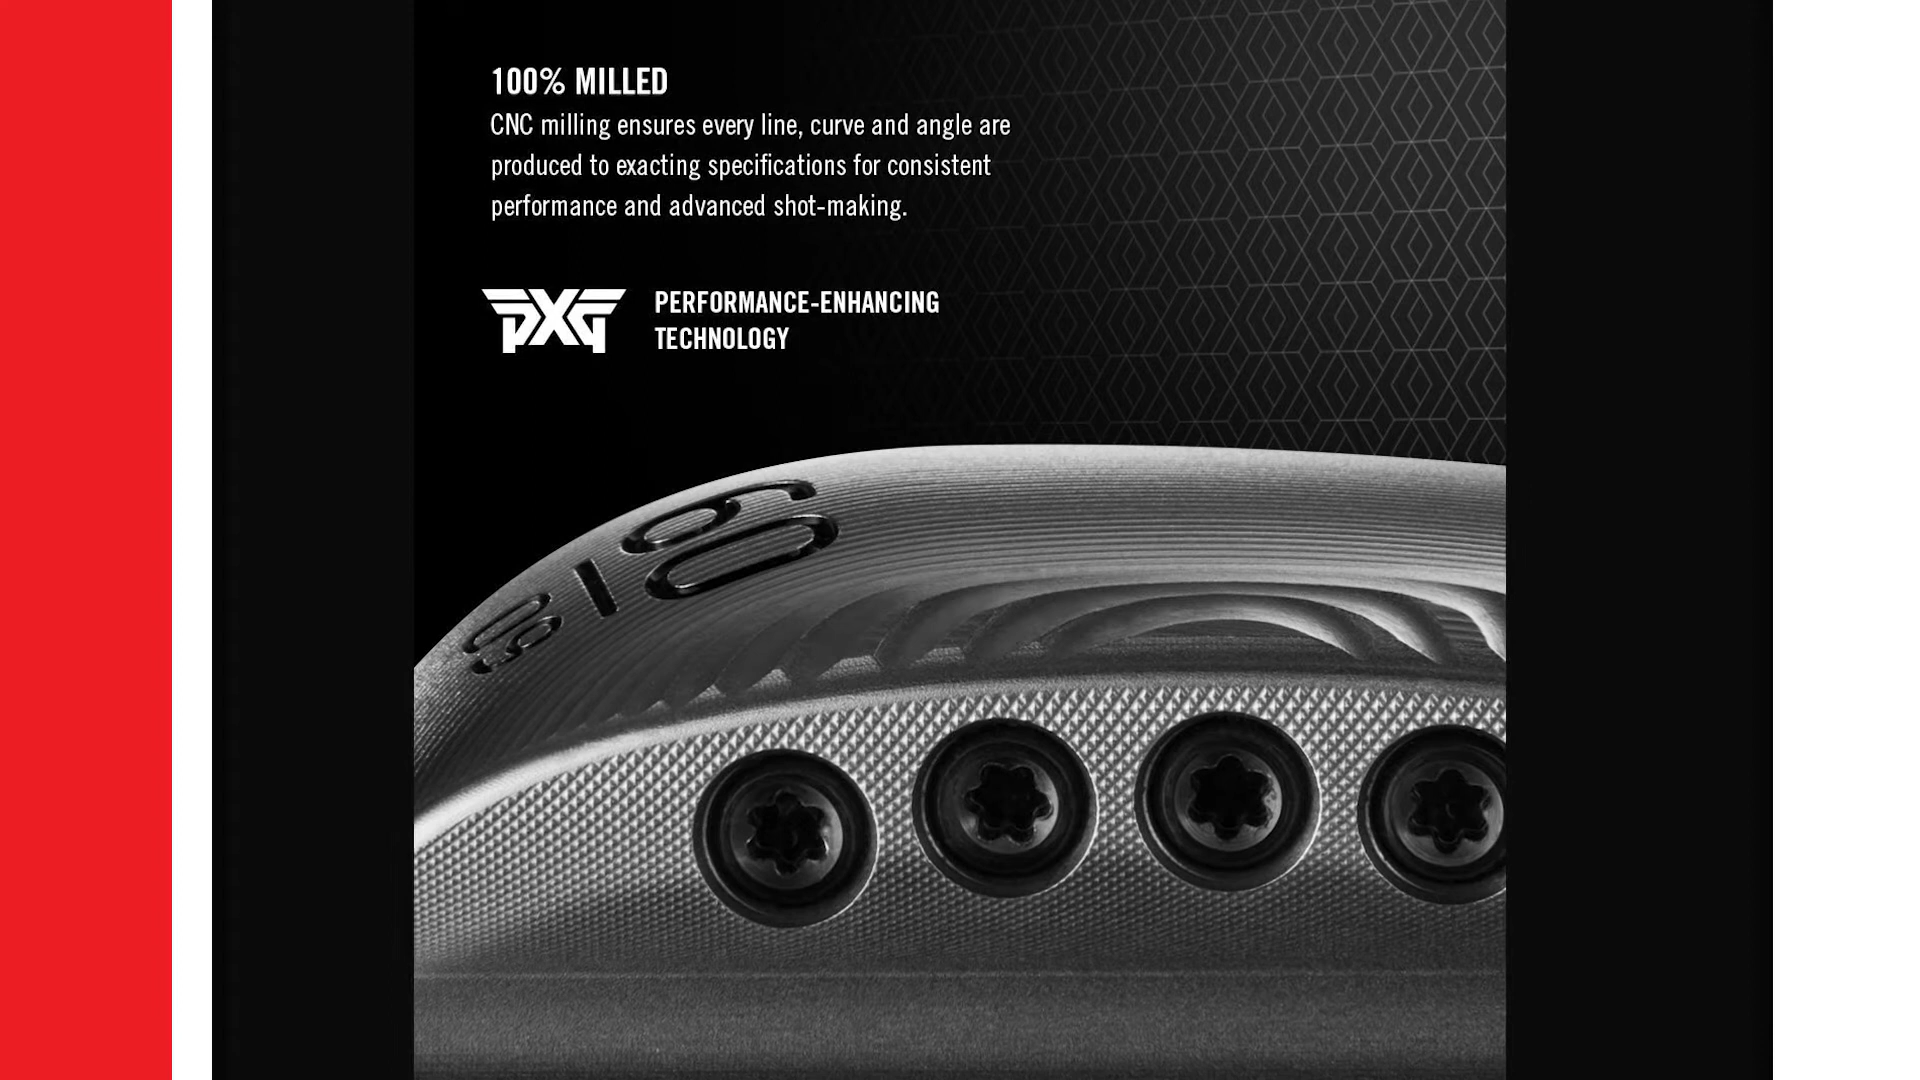 100% MILLED
CNC milling ensures every line, curve and angle are
produced to exacting specifications for consistent
performance and advanced shot-making.
PXG
PERFORMANCE-ENHANCING
TECHNOLOGY
60